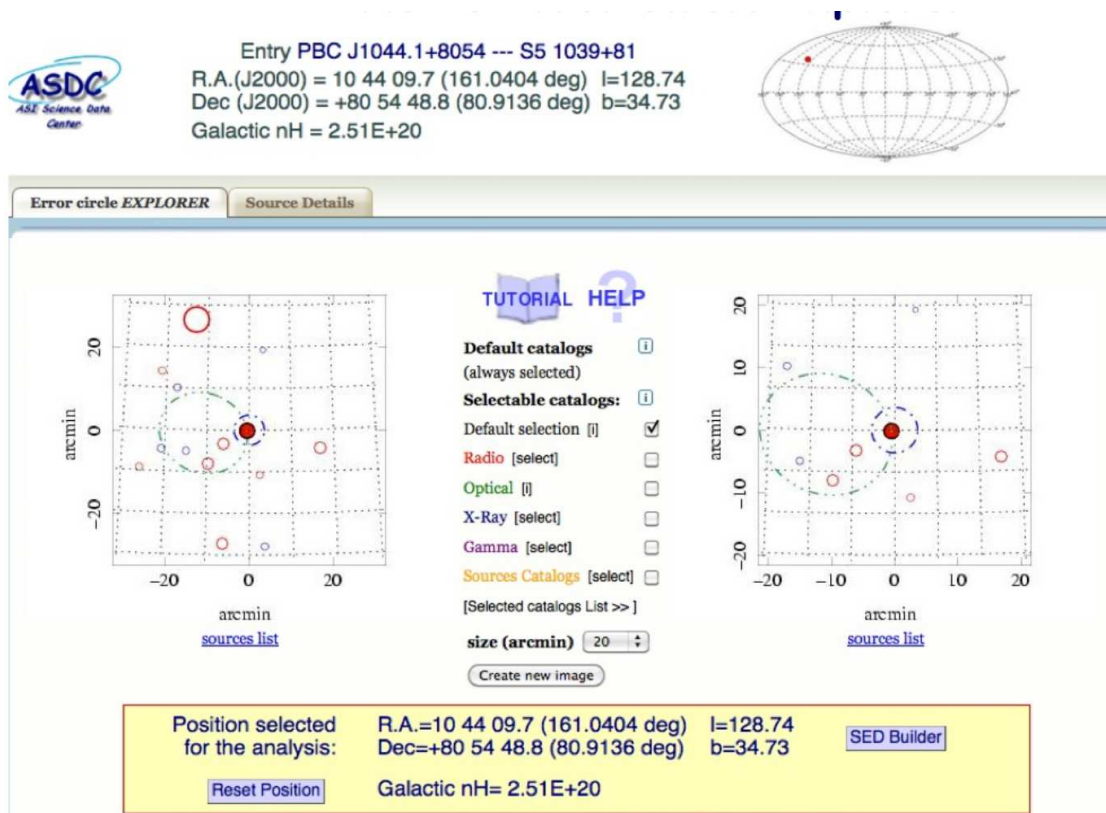 ASDC
ASI Science Data
Center
Entry PBC J1044.1+8054 --- S5 1039+81
R.A.(J2000) = 10 44 09.7 (161.0404 deg) l=128.74
Dec (J2000) = +80 54 48.8 (80.9136 deg) b=34.73
Galactic nH = 2.51E+20
Error circle EXPLORER
Source Details
20
0
−20
arcmin
−20 0 20
arcmin
sources list
TUTORIAL HELP
?
Default catalogs [i]
(always selected)
Selectable catalogs: [i]
Default selection [i]
Radio [select]
Optical [i]
X-Ray [select]
Gamma [select]
Sources Catalogs [select]
[Selected catalogs List >> ]
size (arcmin) 20
Create new image
20
10
0
−10
−20
arcmin
−20 −10 0 10 20
arcmin
sources list
Position selected R.A.=10 44 09.7 (161.0404 deg) l=128.74
for the analysis: Dec=+80 54 48.8 (80.9136 deg) b=34.73
SED Builder
Reset Position
Galactic nH= 2.51E+20